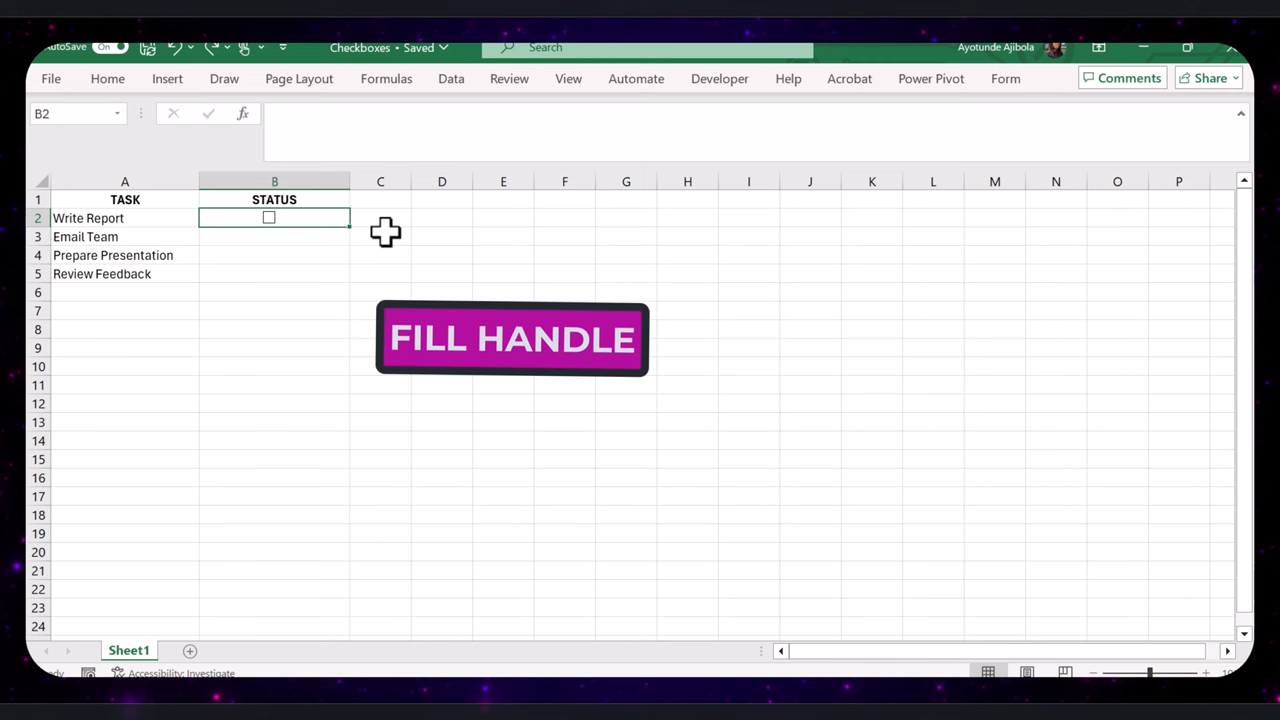 AutoSave On Checkboxes • Saved Search Ayotunde Ajibola
File Home Insert Draw Page Layout Formulas Data Review View Automate Developer Help Acrobat Power Pivot Form Comments Share
B2 fx
A B C D E F G H I J K L M N O P
1 TASK STATUS
2 Write Report
3 Email Team
4 Prepare Presentation
5 Review Feedback
6
7
8
9
10
11
12
13
14
15
16
17
18
19
20
21
22
23
24
FILL HANDLE
Sheet1
Accessibility: Investigate